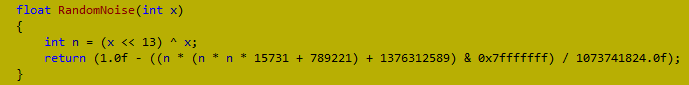 float RandomNoise(int x)
{
    int n = (x << 13) ^ x;
    return (1.0f - ((n * (n * n * 15731 + 789221) + 1376312589) & 0x7fffffff) / 1073741824.0f);
}